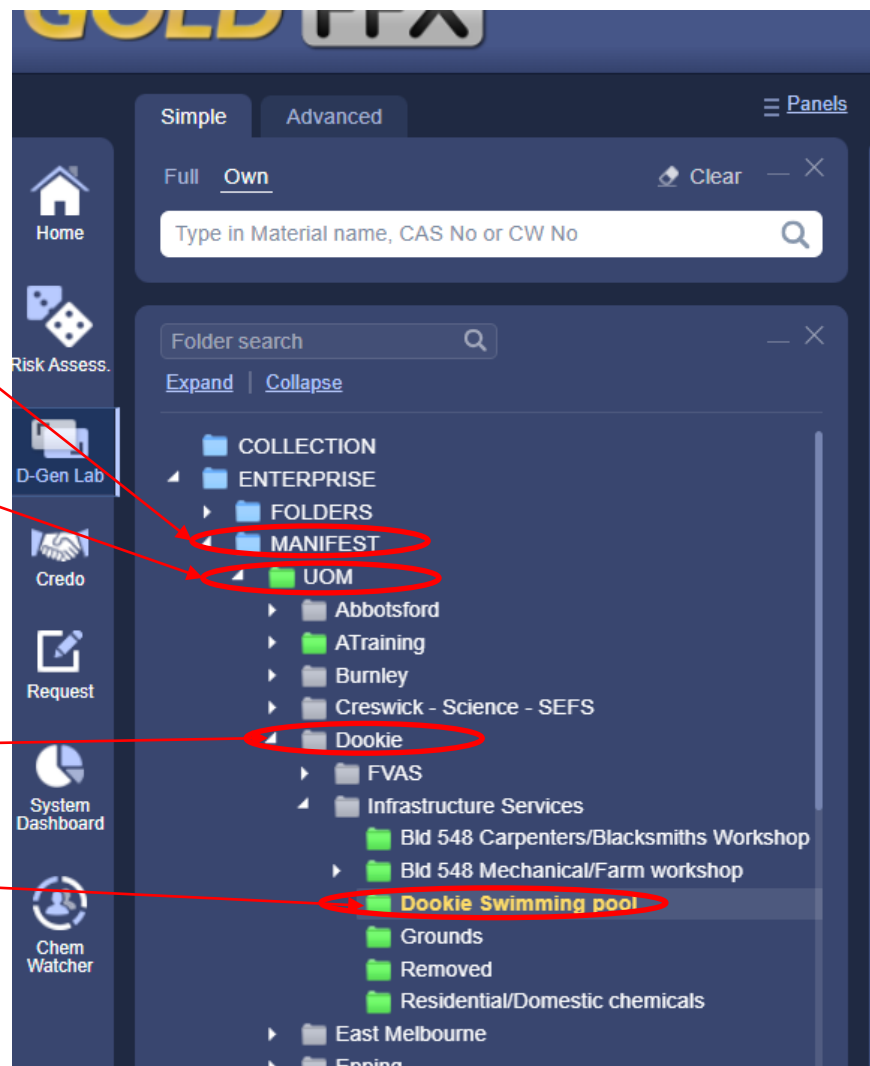 GOLD FFX
Simple Advanced Panels
Full Own Clear
Type in Material name, CAS No or CW No
Home
Folder search
Risk Assess.
Expand | Collapse
COLLECTION
D-Gen Lab
ENTERPRISE
FOLDERS
MANIFEST
Credo
UOM
Abbotsford
ATraining
Burnley
Request
Creswick - Science - SEFS
Dookie
FVAS
System
Dashboard
Infrastructure Services
Bld 548 Carpenters/Blacksmiths Workshop
Bld 548 Mechanical/Farm workshop
Dookie Swimming pool
Grounds
Chem
Watcher
Removed
Residential/Domestic chemicals
East Melbourne
Epping